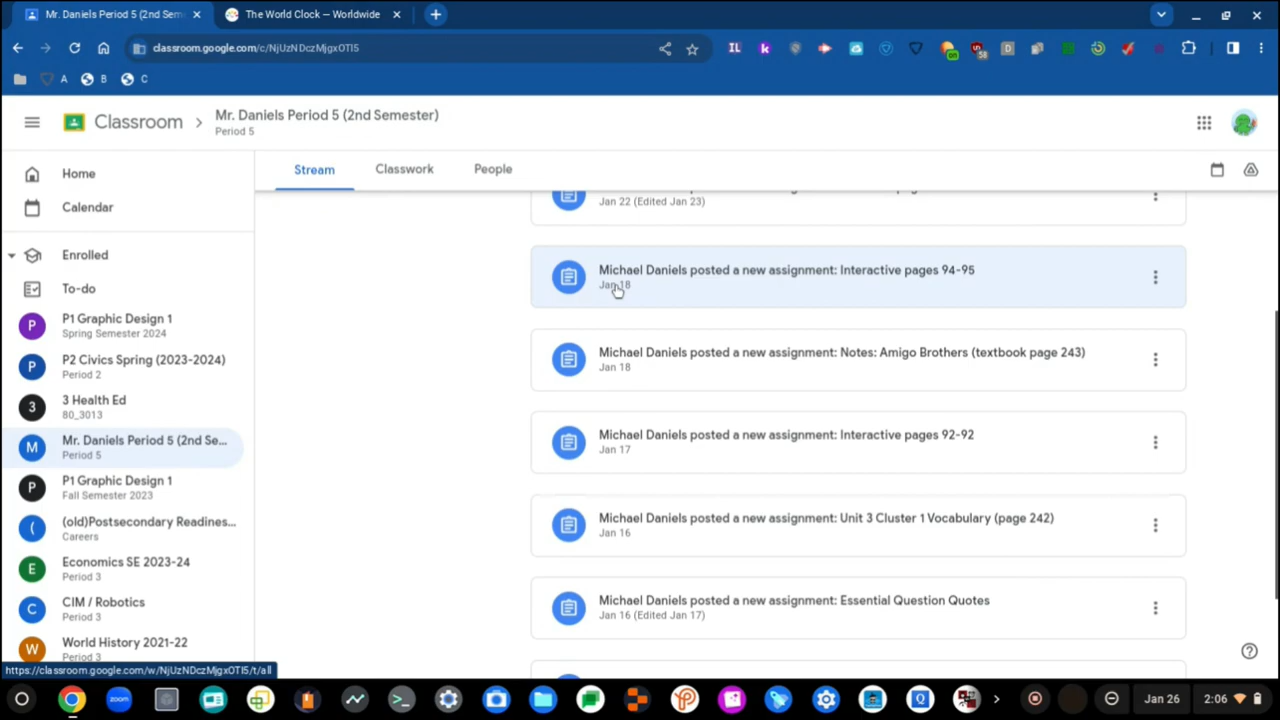 Mr. Daniels Period 5 (2nd Sem
The World Clock — Worldwide
classroom.google.com/c/NjUzNDczMjgxOTI5
A
B
C
Classroom
Mr. Daniels Period 5 (2nd Semester)
Period 5
Home
Calendar
Enrolled
To-do
P1 Graphic Design 1
Spring Semester 2024
P2 Civics Spring (2023-2024)
Period 2
3 Health Ed
80_3013
Mr. Daniels Period 5 (2nd Se...
Period 5
P1 Graphic Design 1
Fall Semester 2023
(old)Postsecondary Readines...
Careers
Economics SE 2023-24
Period 3
CIM / Robotics
Period 3
World History 2021-22
Period 3
Stream
Classwork
People
Jan 22 (Edited Jan 23)
Michael Daniels posted a new assignment: Interactive pages 94-95
Jan 18
Michael Daniels posted a new assignment: Notes: Amigo Brothers (textbook page 243)
Jan 18
Michael Daniels posted a new assignment: Interactive pages 92-92
Jan 17
Michael Daniels posted a new assignment: Unit 3 Cluster 1 Vocabulary (page 242)
Jan 16
Michael Daniels posted a new assignment: Essential Question Quotes
Jan 16 (Edited Jan 17)
https://classroom.google.com/w/NjUzNDczMjgxOTI5/t/all
zoom
Jan 26
2:06